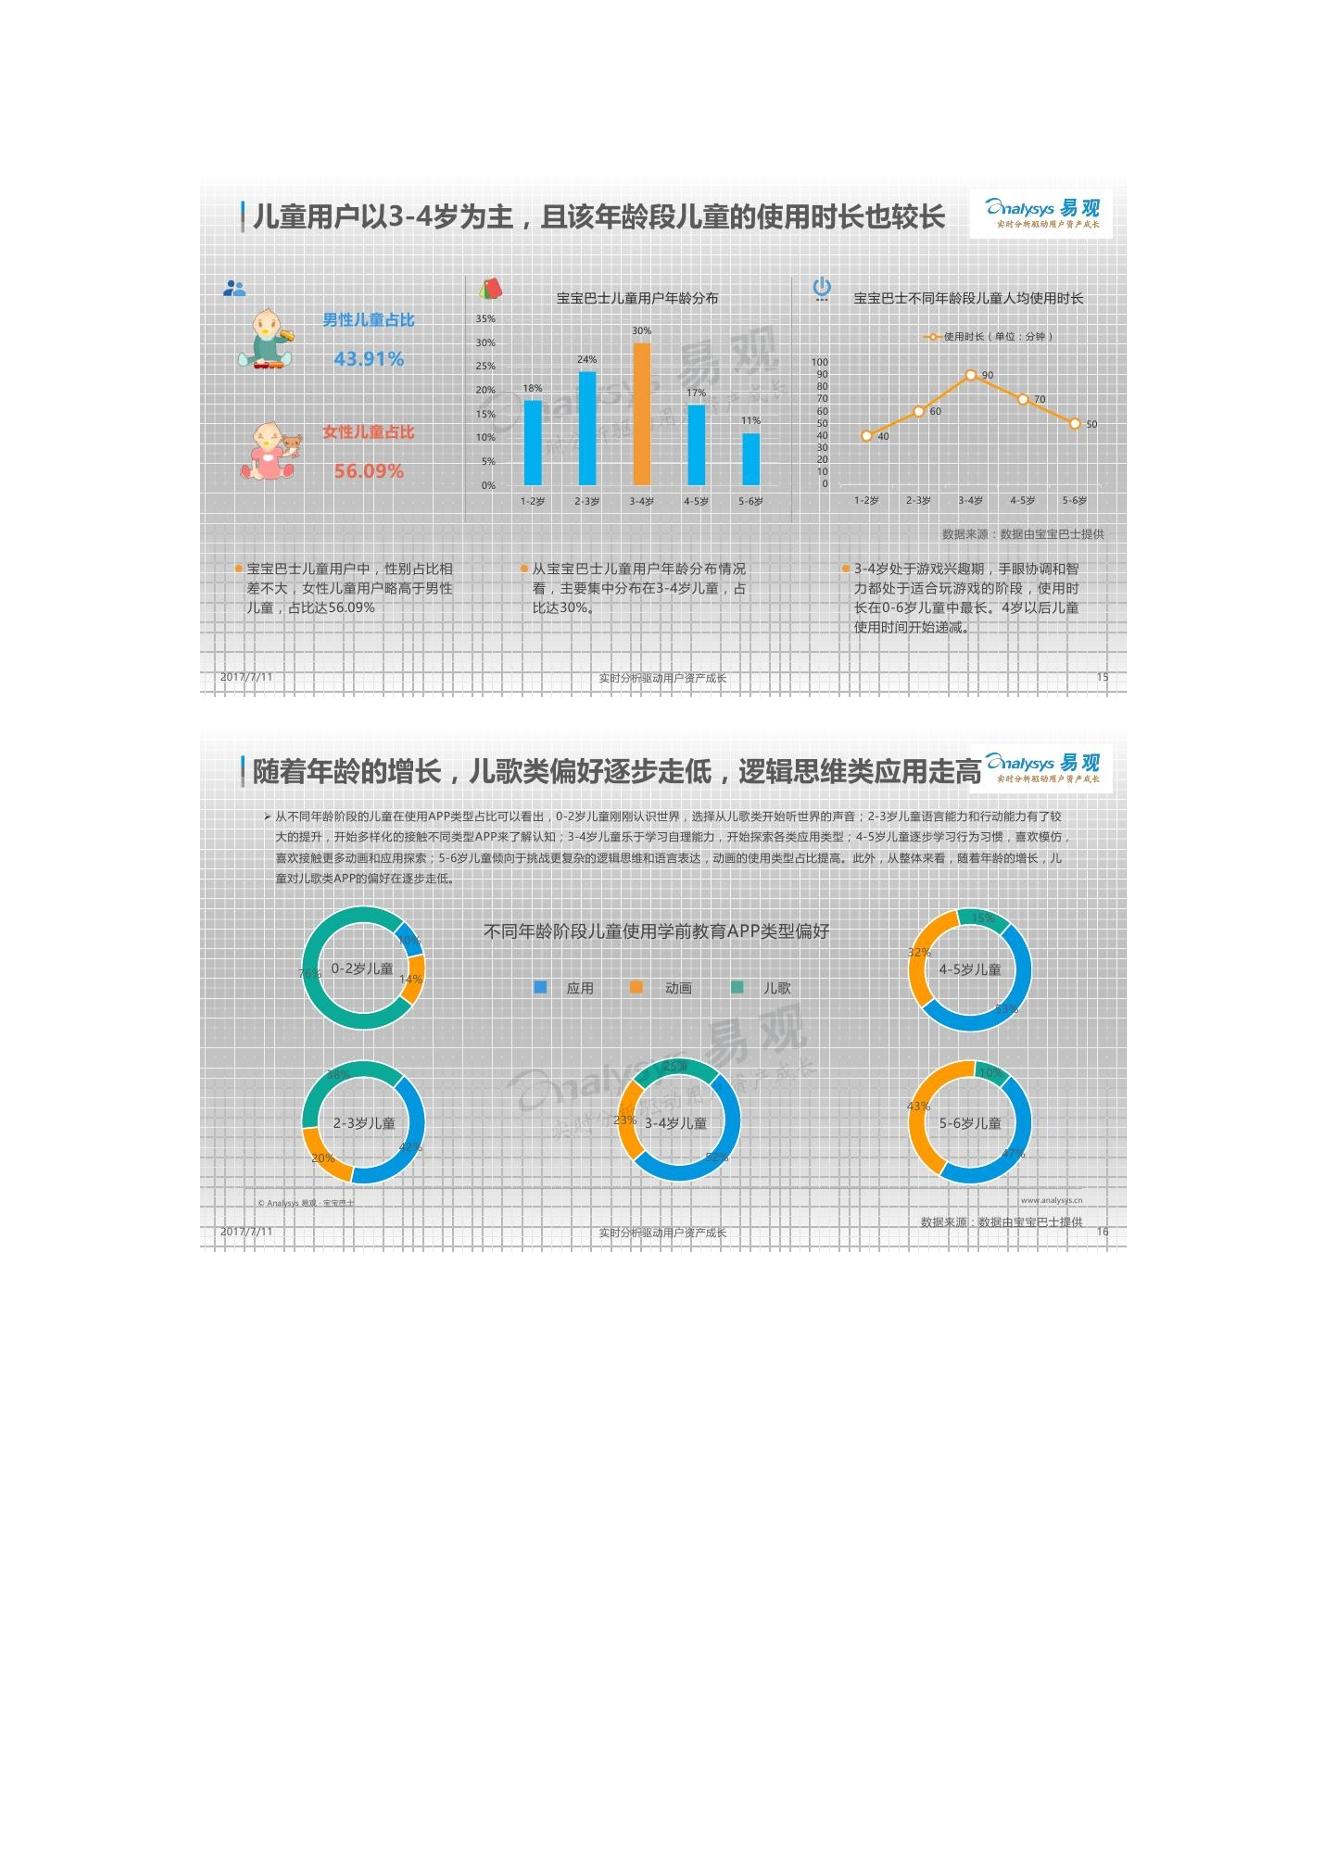 儿童用户以3-4岁为主，且该年龄段儿童的使用时长也较长
Analysys 易观
实时分析驱动用户资产成长
男性儿童占比
43.91%
女性儿童占比
56.09%
宝宝巴士儿童用户年龄分布
35%
30%
25%
20%
15%
10%
5%
0%
18%
24%
30%
17%
11%
1-2岁
2-3岁
3-4岁
4-5岁
5-6岁
宝宝巴士不同年龄段儿童人均使用时长
使用时长（单位：分钟）
100
90
80
70
60
50
40
30
20
10
0
40
60
90
70
50
1-2岁
2-3岁
3-4岁
4-5岁
5-6岁
数据来源：数据由宝宝巴士提供
宝宝巴士儿童用户中，性别占比相
差不大，女性儿童用户略高于男性
儿童，占比达56.09%
从宝宝巴士儿童用户年龄分布情况
看，主要集中分布在3-4岁儿童，占
比达30%。
3-4岁处于游戏兴趣期，手眼协调和智
力都处于适合玩游戏的阶段，使用时
长在0-6岁儿童中最长。4岁以后儿童
使用时间开始递减。
2017/7/11
实时分析驱动用户资产成长
15
随着年龄的增长，儿歌类偏好逐步走低，逻辑思维类应用走高
Analysys 易观
实时分析驱动用户资产成长
从不同年龄阶段的儿童在使用APP类型占比可以看出，0-2岁儿童刚刚认识世界，选择从儿歌类开始听世界的声音；2-3岁儿童语言能力和行动能力有了较
大的提升，开始多样化的接触不同类型APP来了解认知；3-4岁儿童乐于学习自理能力，开始探索各类应用类型；4-5岁儿童逐步学习行为习惯，喜欢模仿，
喜欢接触更多动画和应用探索；5-6岁儿童倾向于挑战更复杂的逻辑思维和语言表达，动画的使用类型占比提高。此外，从整体来看，随着年龄的增长，儿
童对儿歌类APP的偏好在逐步走低。
不同年龄阶段儿童使用学前教育APP类型偏好
应用
动画
儿歌
0-2岁儿童
10%
14%
76%
4-5岁儿童
15%
32%
53%
2-3岁儿童
38%
20%
42%
3-4岁儿童
25%
23%
52%
5-6岁儿童
10%
43%
47%
Analysys 易观
实时分析驱动用户资产成长
© Analysys 易观 · 宝宝巴士
www.analysys.cn
数据来源：数据由宝宝巴士提供
2017/7/11
实时分析驱动用户资产成长
16